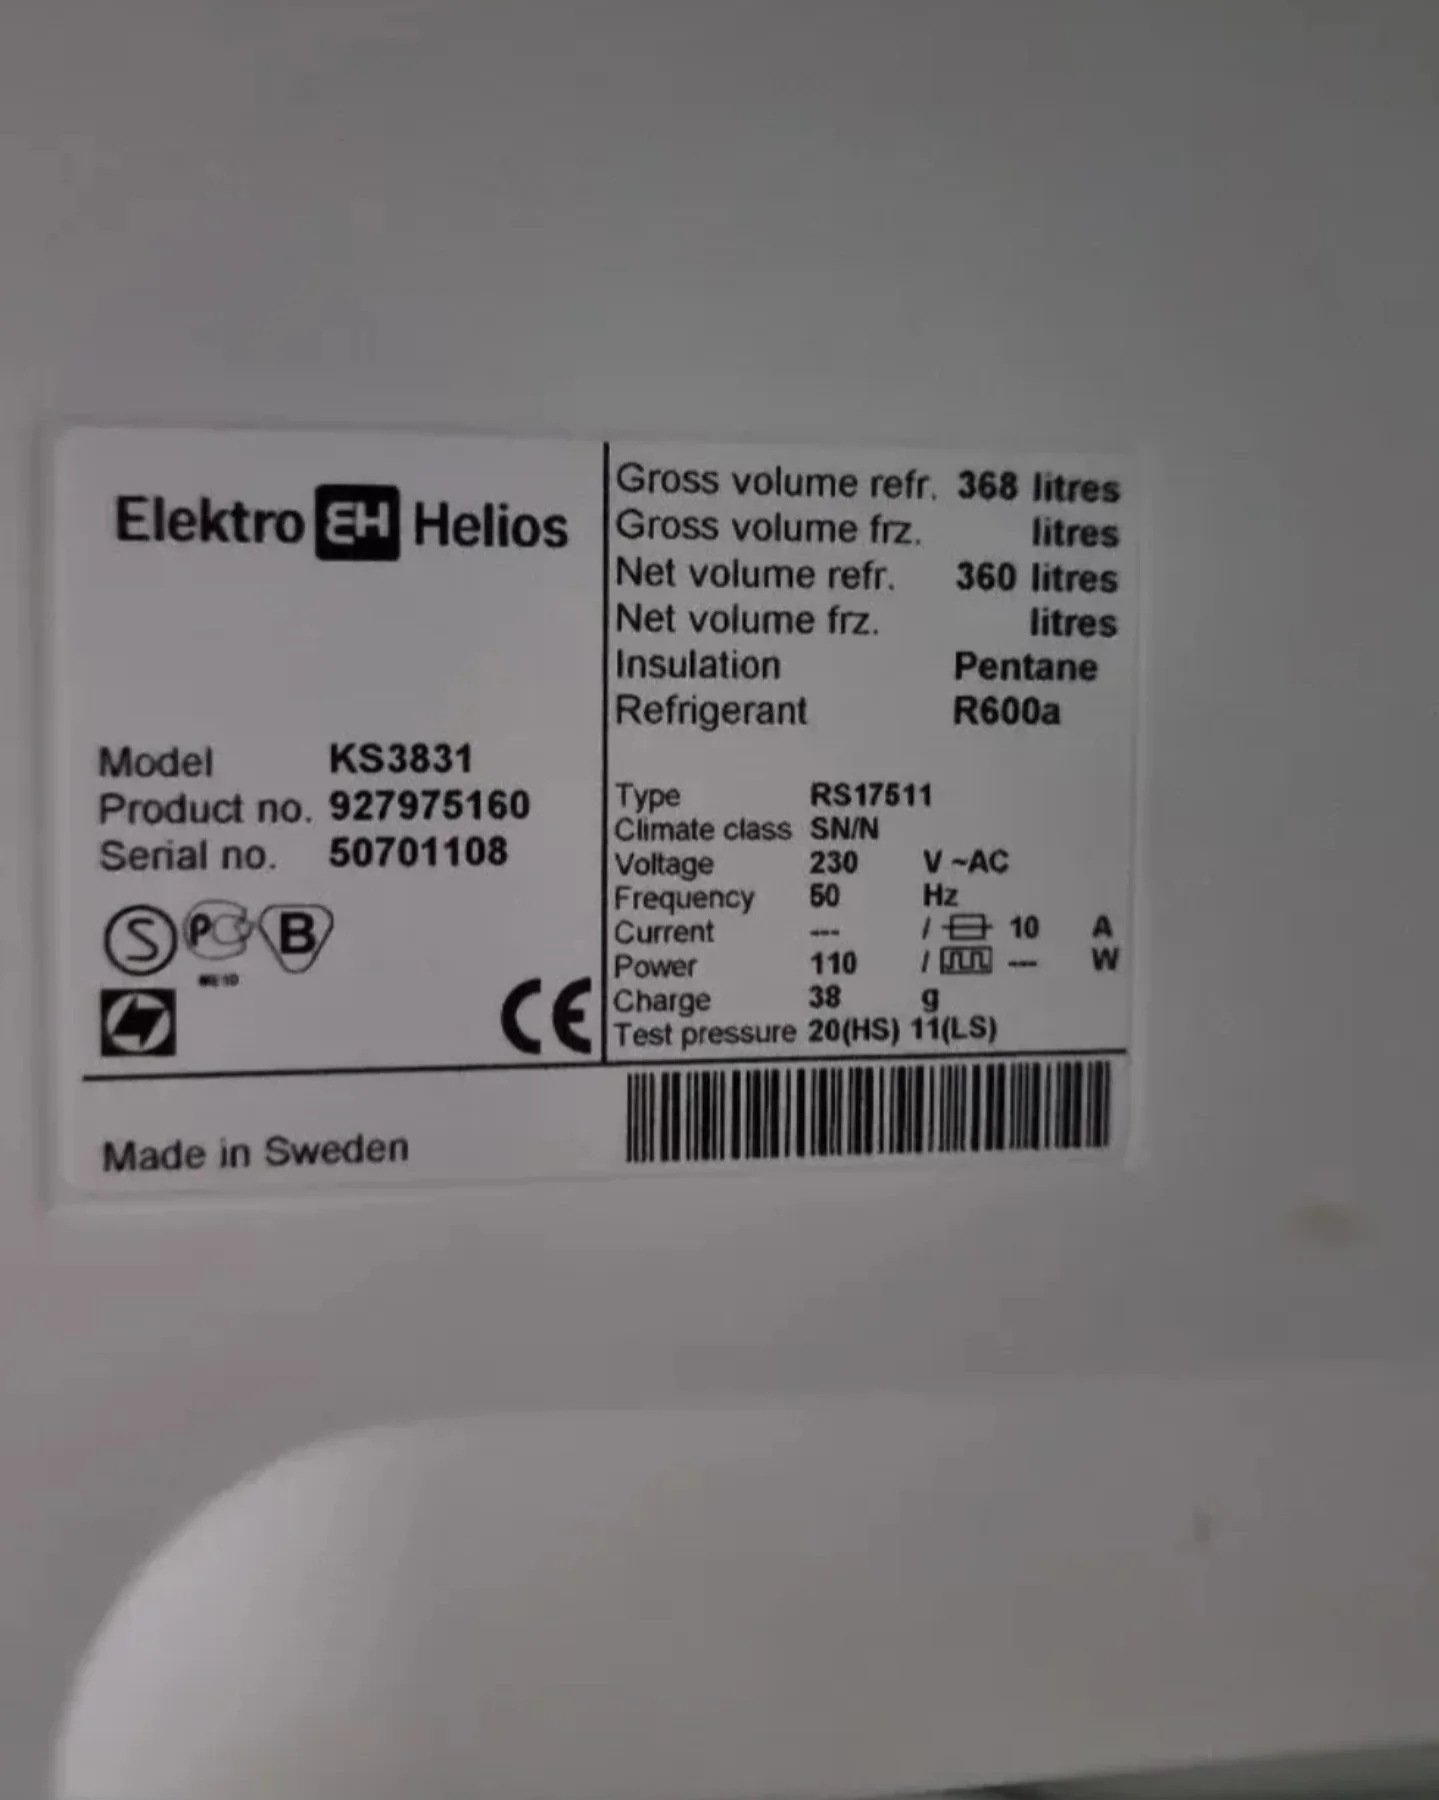 Elektro EH Helios
Model KS3831
Product no. 927975160
Serial no. 50701108
S PC B
CE
Made in Sweden
Gross volume refr. 368 litres
Gross volume frz. litres
Net volume refr. 360 litres
Net volume frz. litres
Insulation Pentane
Refrigerant R600a
Type RS17511
Climate class SN/N
Voltage 230 V ~AC
Frequency 50 Hz
Current --- / 10 A
Power 110 / --- W
Charge 38 g
Test pressure 20(HS) 11(LS)